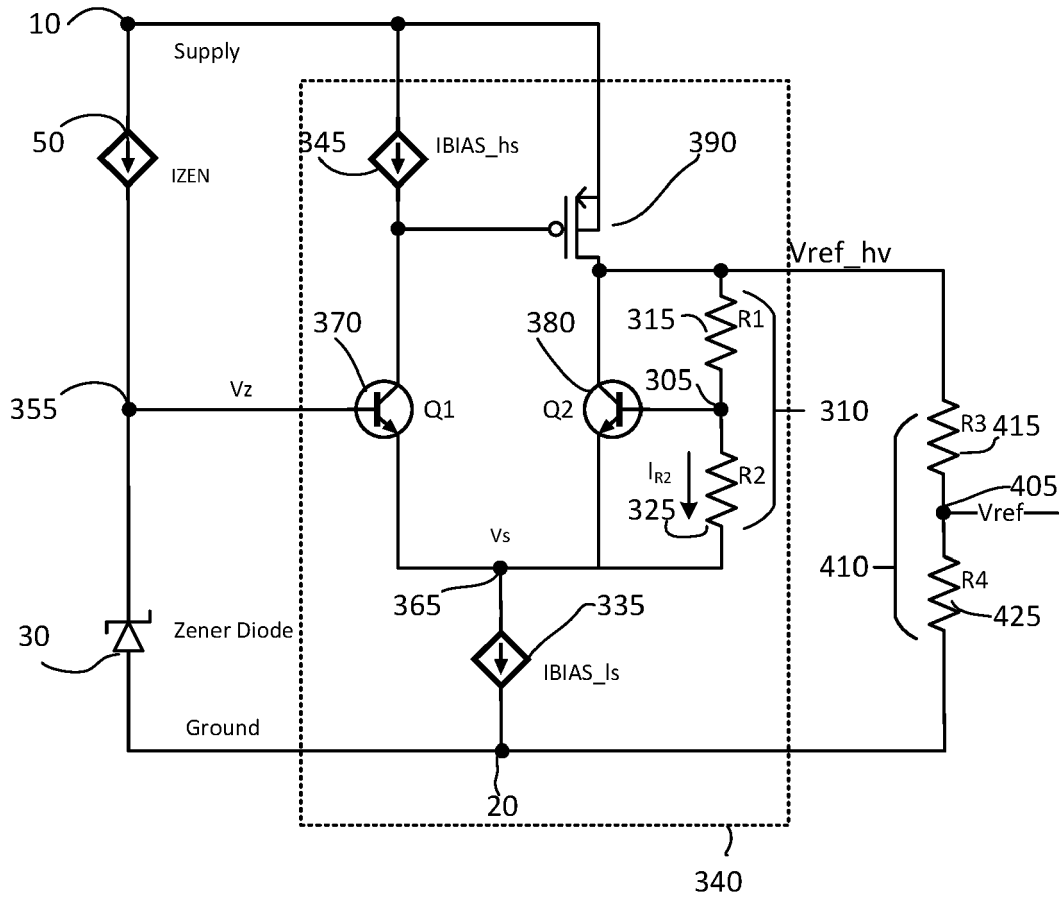 10
Supply
50
IZEN
345
IBIAS_hs
390
Vref_hv
315
R1
370
380
305
310
355
Vz
Q1
Q2
R3
415
IR2
R2
325
405
Vref
Vs
410
R4
425
365
335
30
Zener Diode
IBIAS_ls
Ground
20
340